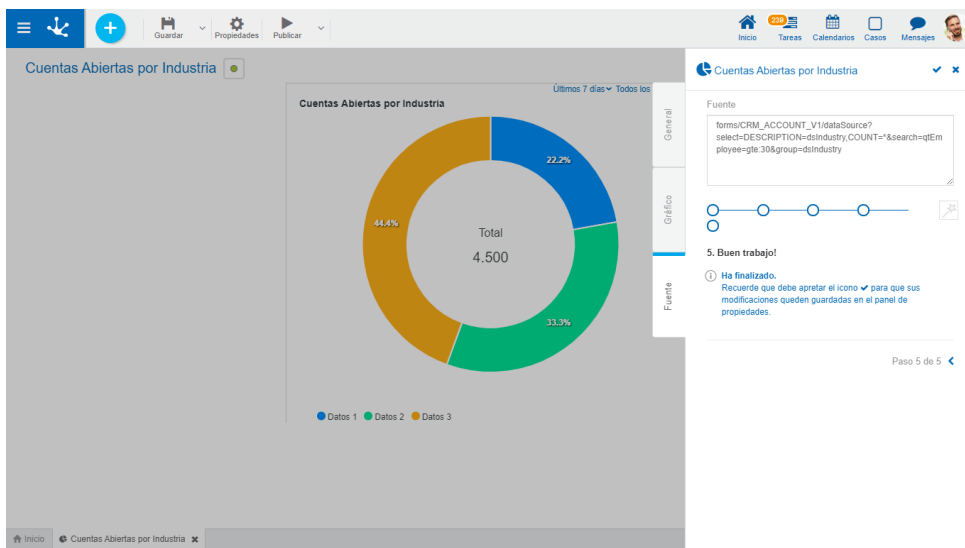 Guardar
Propiedades
Publicar
Inicio
239
Tareas
Calendarios
Casos
Mensajes
Cuentas Abiertas por Industria
Últimos 7 días Todos los
Cuentas Abiertas por Industria
22.2%
44.4%
33.3%
Total
4.500
Datos 1 Datos 2 Datos 3
General
Gráfico
Fuente
Cuentas Abiertas por Industria
Fuente
forms/CRM_ACCOUNT_V1/dataSource?
select=DESCRIPTION=dsIndustry,COUNT=*&search=qtEm
ployee=gte:30&group=dsIndustry
5. Buen trabajo!
Ha finalizado.
Recuerde que debe apretar el icono ✔ para que sus
modificaciones queden guardadas en el panel de
propiedades.
Paso 5 de 5
Inicio
Cuentas Abiertas por Industria